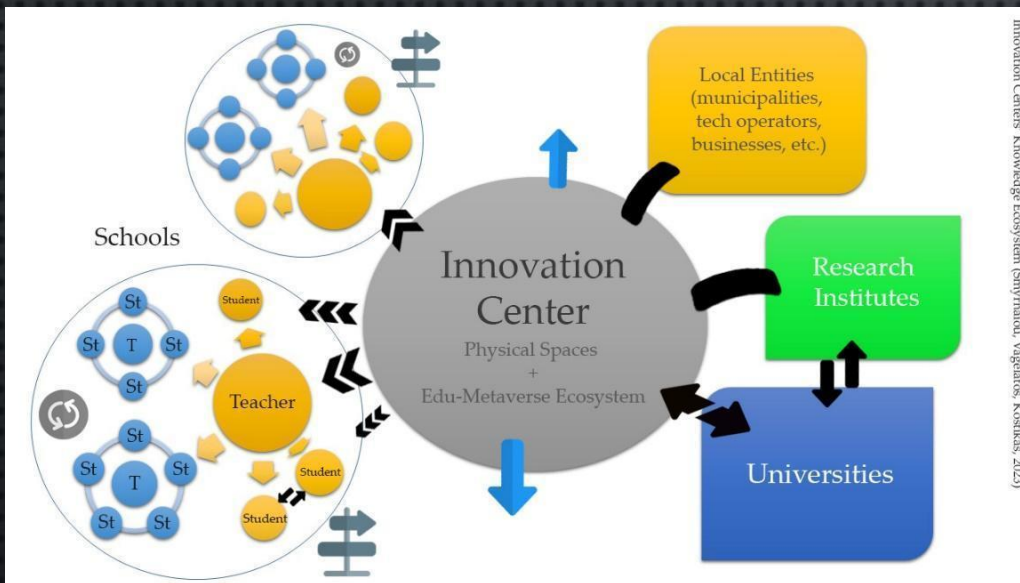 Local Entities
(municipalities,
tech operators,
businesses, etc.)
Schools
Innovation
Center
Physical Spaces
+
Edu-Metaverse Ecosystem
Research
Institutes
Universities
Teacher
Student
Student
Student
St
St
T
St
St
St
St
T
St
St
St
Innovation Centers Knowledge Ecosystem (Smyrnaiou, Vagelatos, Kostikas, 2023)